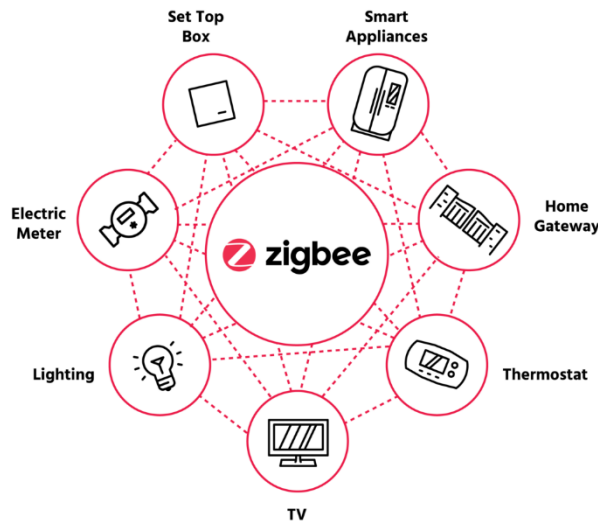 Set Top
Box
Smart
Appliances
Electric
Meter
Home
Gateway
zigbee
Lighting
Thermostat
TV